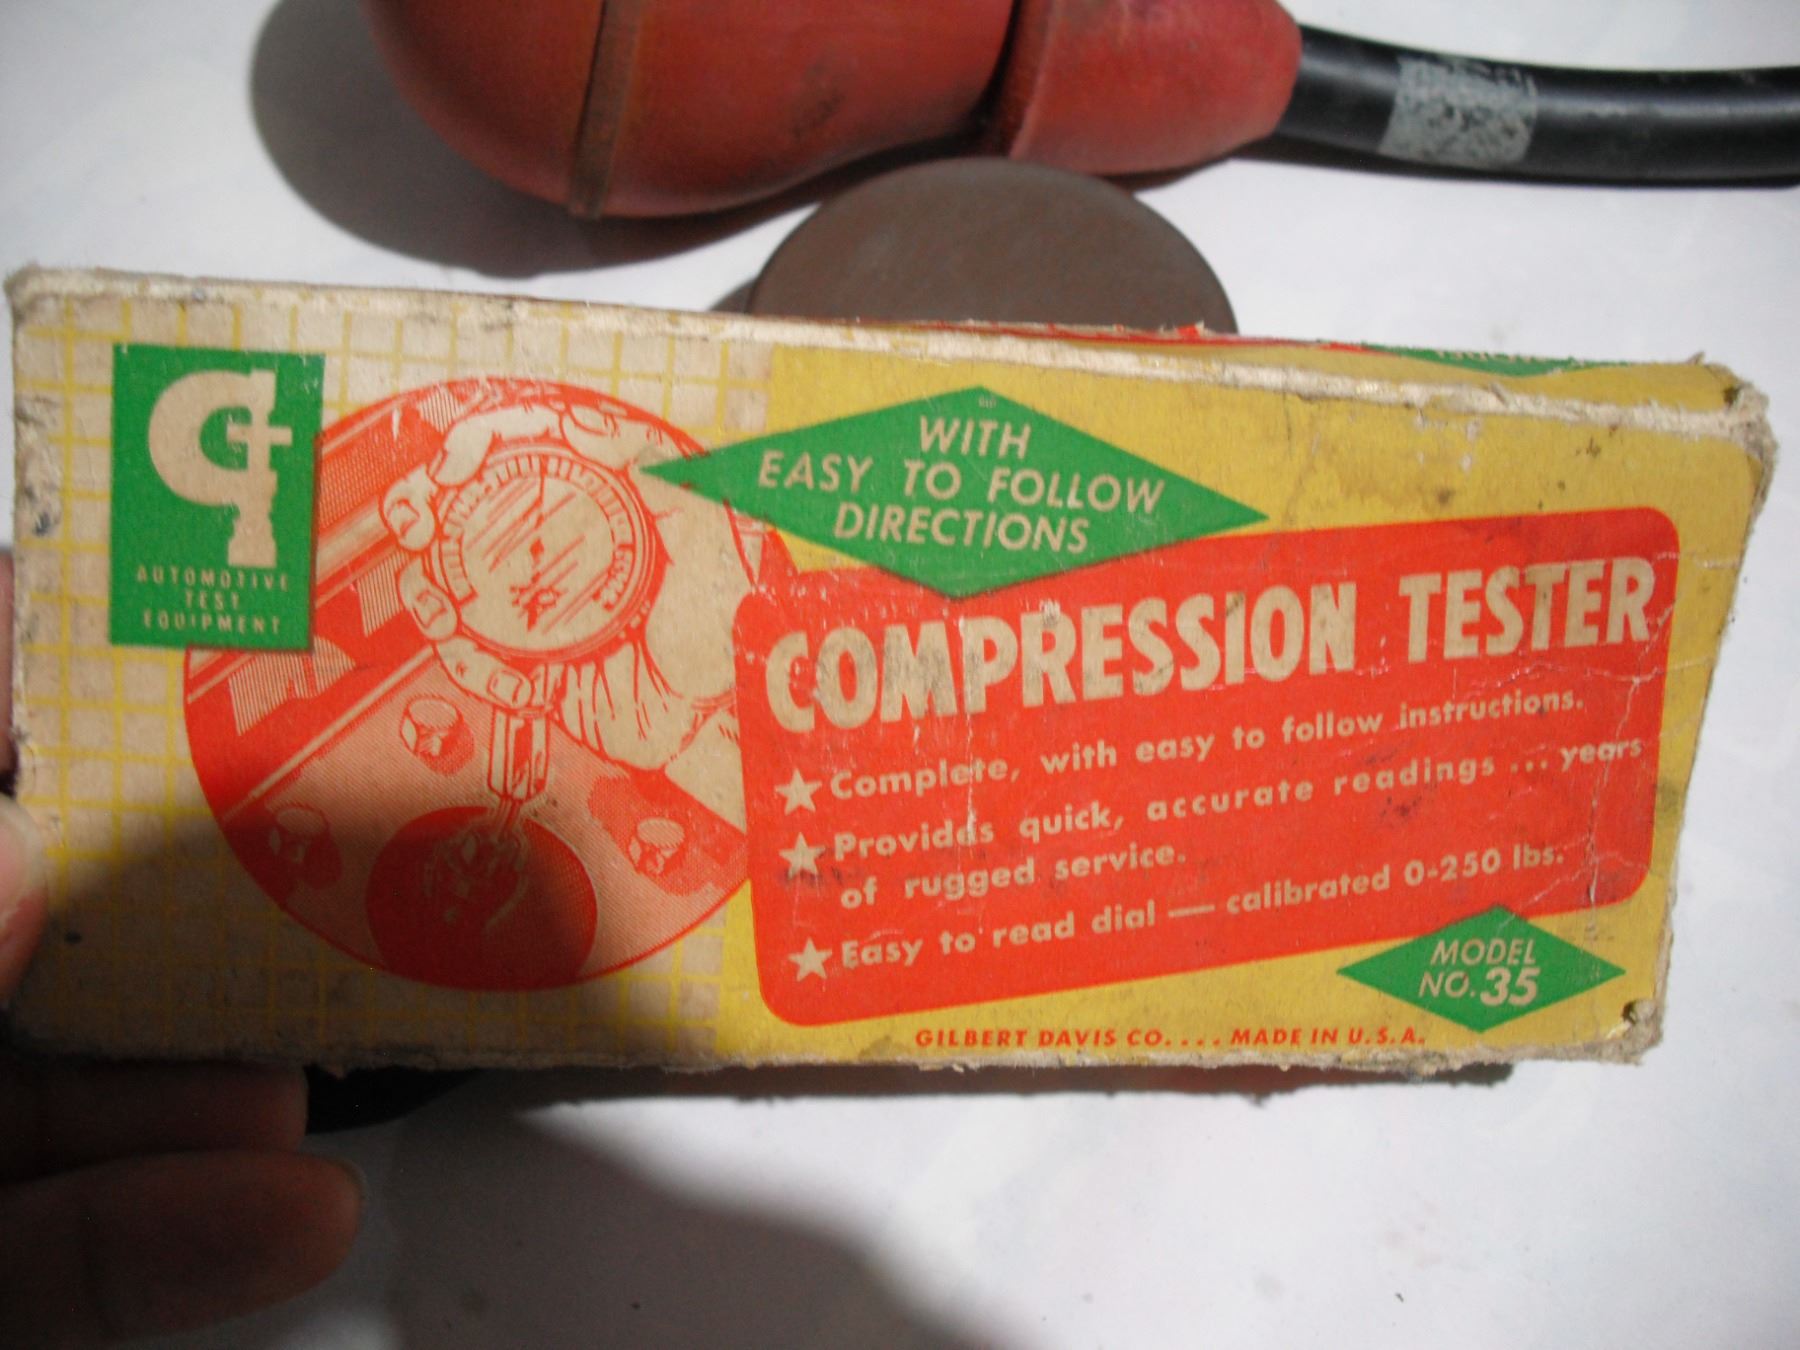 AUTOMOTIVE
TEST
EQUIPMENT
WITH
EASY TO FOLLOW
DIRECTIONS
COMPRESSION TESTER
Complete, with easy to follow instructions.
Provides quick, accurate readings ... years
of rugged service.
Easy to read dial — calibrated 0-250 lbs.
MODEL
NO. 35
GILBERT DAVIS CO. . . . MADE IN U.S.A.